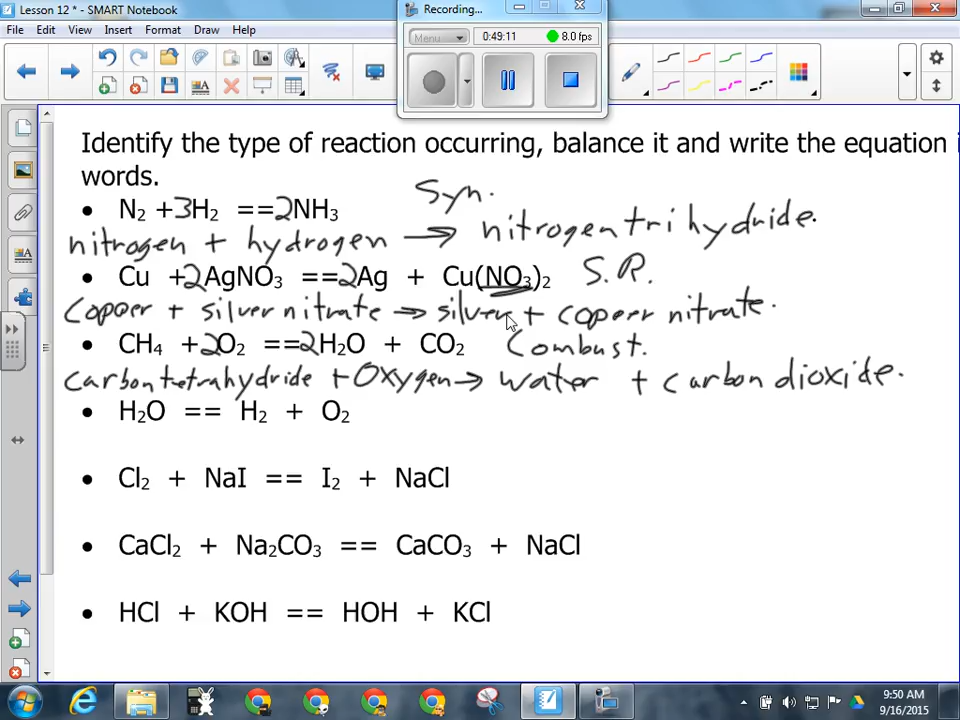 Lesson 12 * - SMART Notebook
Recording...
File Edit View Insert Format Draw Help
Menu
0:49:11
8.0 fps
Identify the type of reaction occurring, balance it and write the equation i
words.
Syn.
• N₂ +3H₂ ==2NH₃
nitrogen + hydrogen → nitrogen trihydride.
• Cu +2AgNO₃ ==2Ag + Cu(NO₃)₂ S.R.
Copper + silver nitrate → silver + copper nitrate.
• CH₄ +2O₂ ==2H₂O + CO₂ Combust.
Carbon tetrahydride + Oxygen → water + carbon dioxide.
• H₂O == H₂ + O₂
• Cl₂ + NaI == I₂ + NaCl
• CaCl₂ + Na₂CO₃ == CaCO₃ + NaCl
• HCl + KOH == HOH + KCl
9:50 AM
9/16/2015